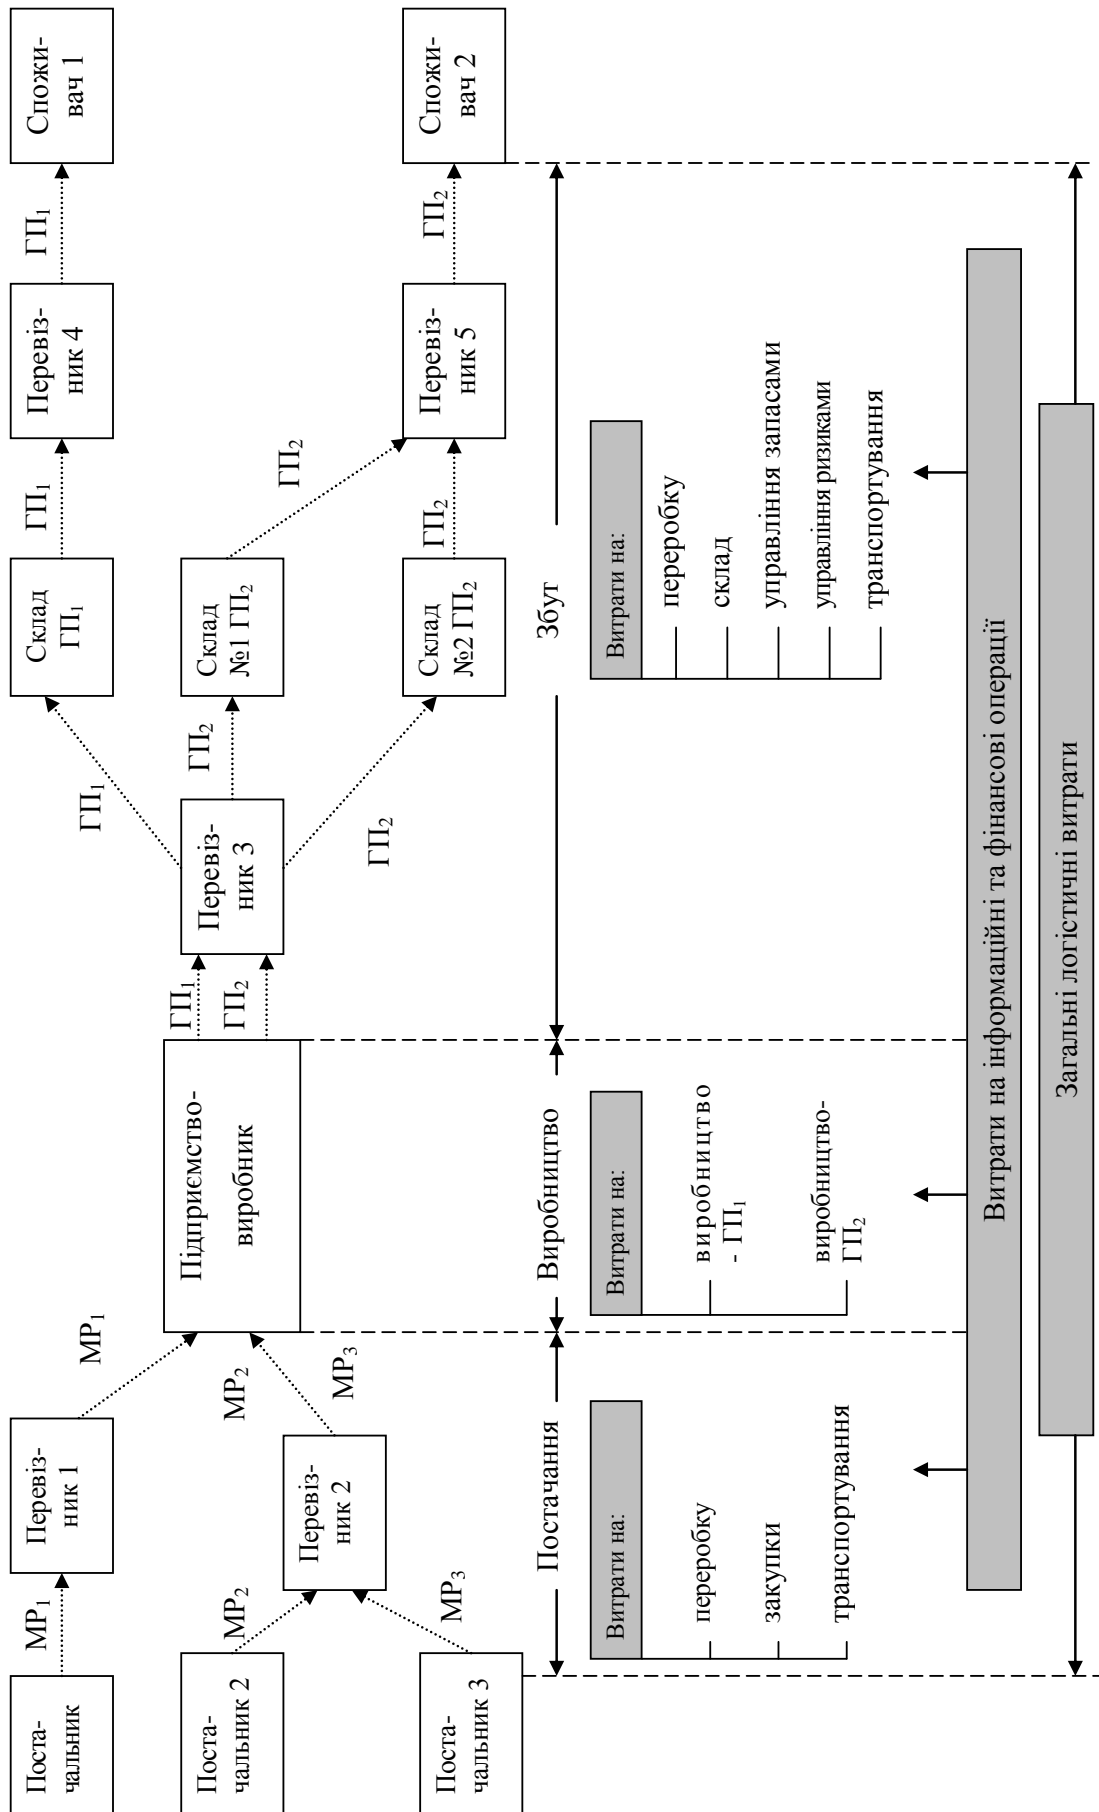 Поста-
чальник
МР₁
Перевіз-
ник 1
МР₁
Поста-
чальник 2
МР₂
Поста-
чальник 3
МР₃
Перевіз-
ник 2
МР₂
МР₃
Підприємство-
виробник
ГП₁
ГП₂
Перевіз-
ник 3
ГП₁
ГП₂
ГП₂
Склад
ГП₁
Склад
№1 ГП₂
Склад
№2 ГП₂
ГП₁
ГП₂
ГП₂
Перевіз-
ник 4
Перевіз-
ник 5
ГП₁
ГП₂
Спожи-
вач 1
Спожи-
вач 2
Постачання
Виробництво
Збут
Витрати на:
переробку
закупки
транспортування
Витрати на:
виробництво
- ГП₁
виробництво-
ГП₂
Витрати на:
переробку
склад
управління запасами
управління ризиками
транспортування
Витрати на інформаційні та фінансові операції
Загальні логістичні витрати